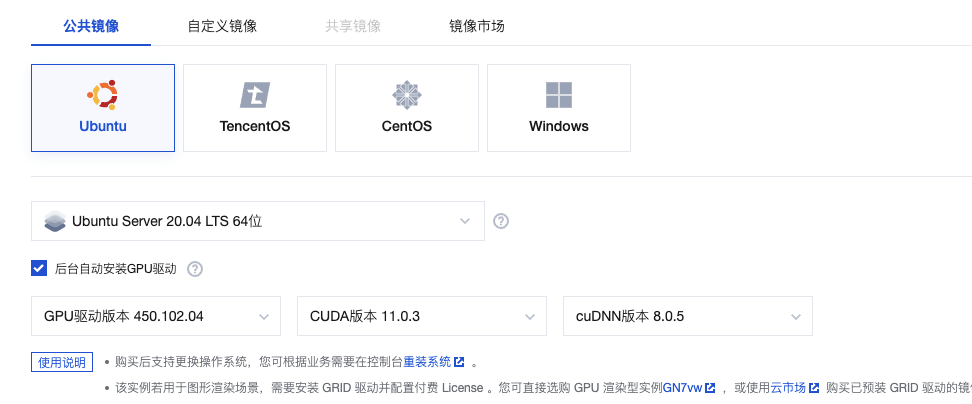 公共镜像 自定义镜像 共享镜像 镜像市场
Ubuntu TencentOS CentOS Windows
Ubuntu Server 20.04 LTS 64位
后台自动安装GPU驱动
GPU驱动版本 450.102.04 CUDA版本 11.0.3 cuDNN版本 8.0.5
使用说明 • 购买后支持更换操作系统，您可根据业务需要在控制台重装系统 。
• 该实例若用于图形渲染场景，需要安装 GRID 驱动并配置付费 License 。您可直接选购 GPU 渲染型实例GN7vw ，或使用云市场 购买已预装 GRID 驱动的镜